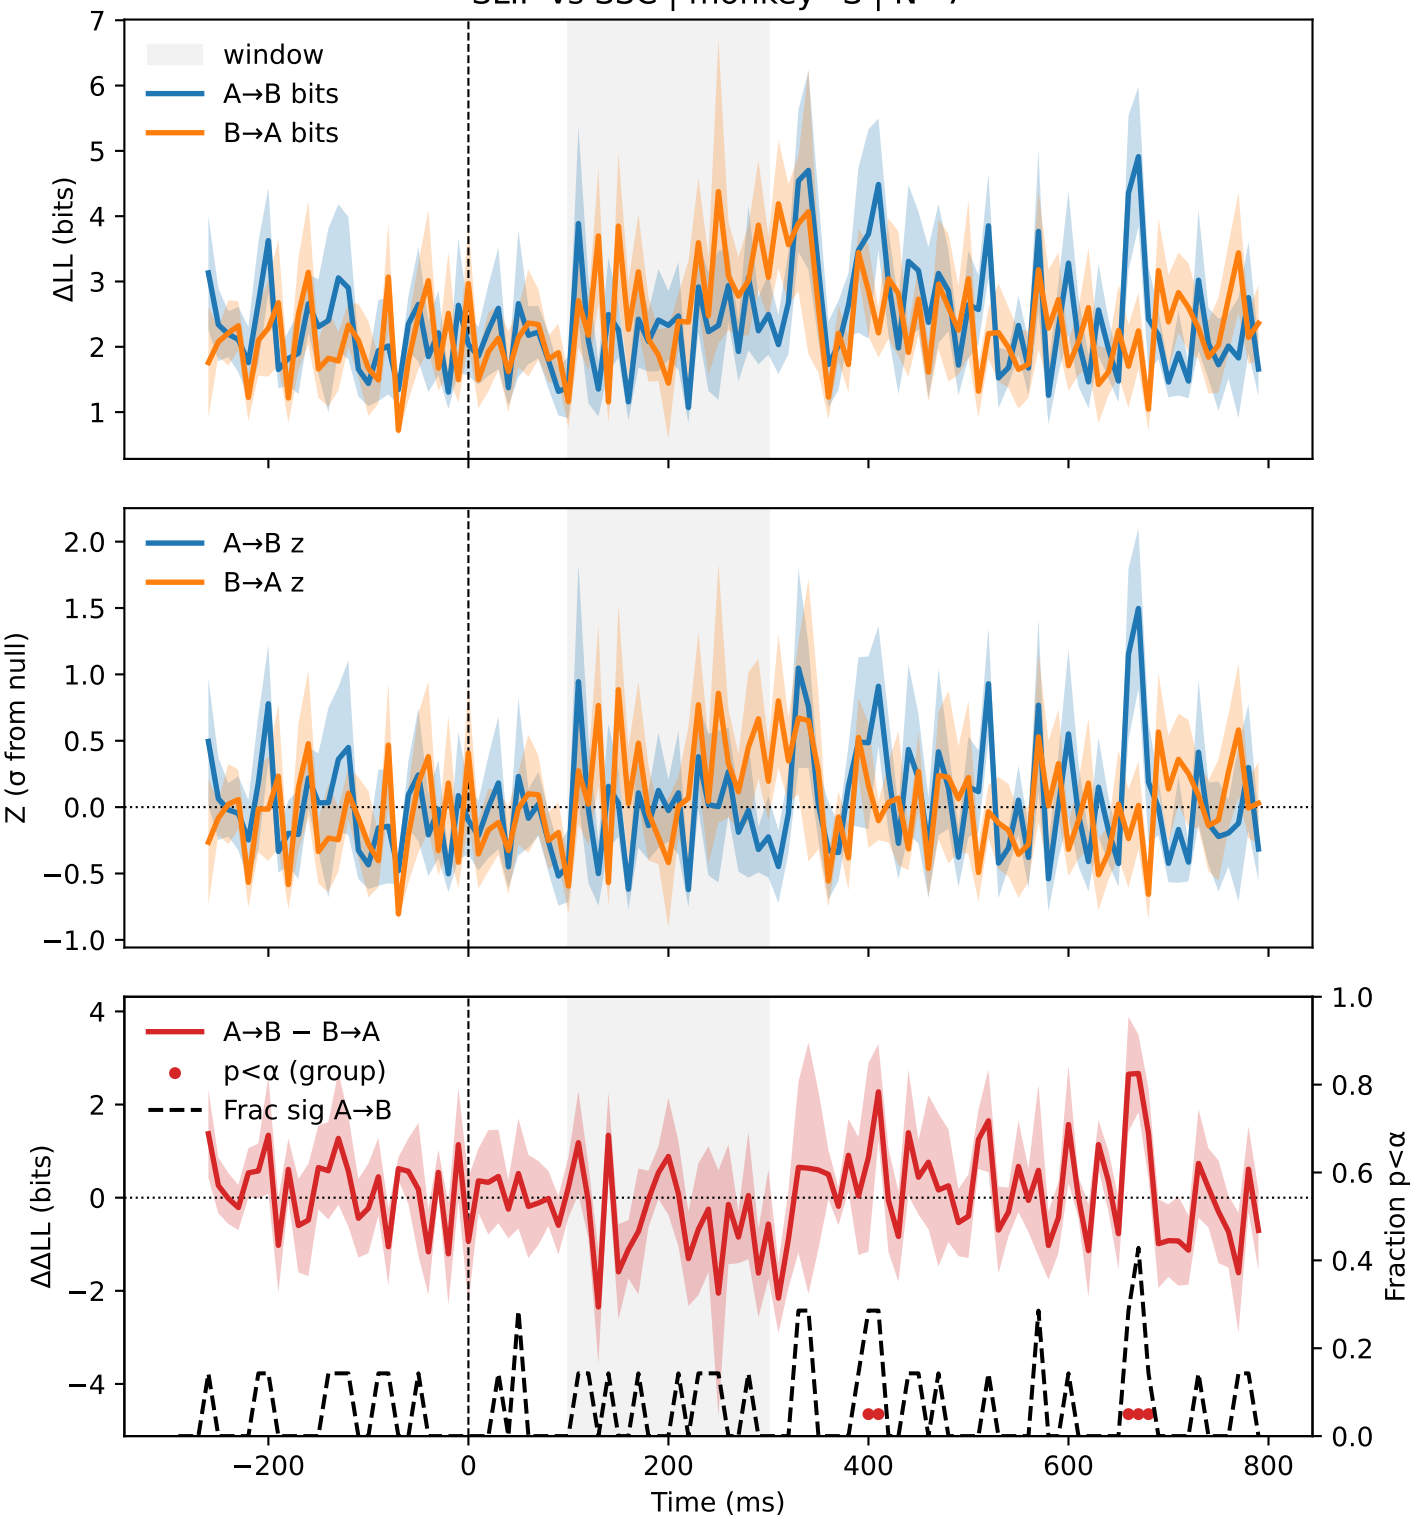 7
6
5
4
3
2
1
ΔLL (bits)
window
A→B bits
B→A bits
2.0
1.5
1.0
0.5
0.0
−0.5
−1.0
Z (σ from null)
A→B z
B→A z
4
2
0
−2
−4
ΔΔLL (bits)
A→B − B→A
p<α (group)
Frac sig A→B
1.0
0.8
0.6
0.4
0.2
0.0
Fraction p<α
−200
0
200
400
600
800
Time (ms)